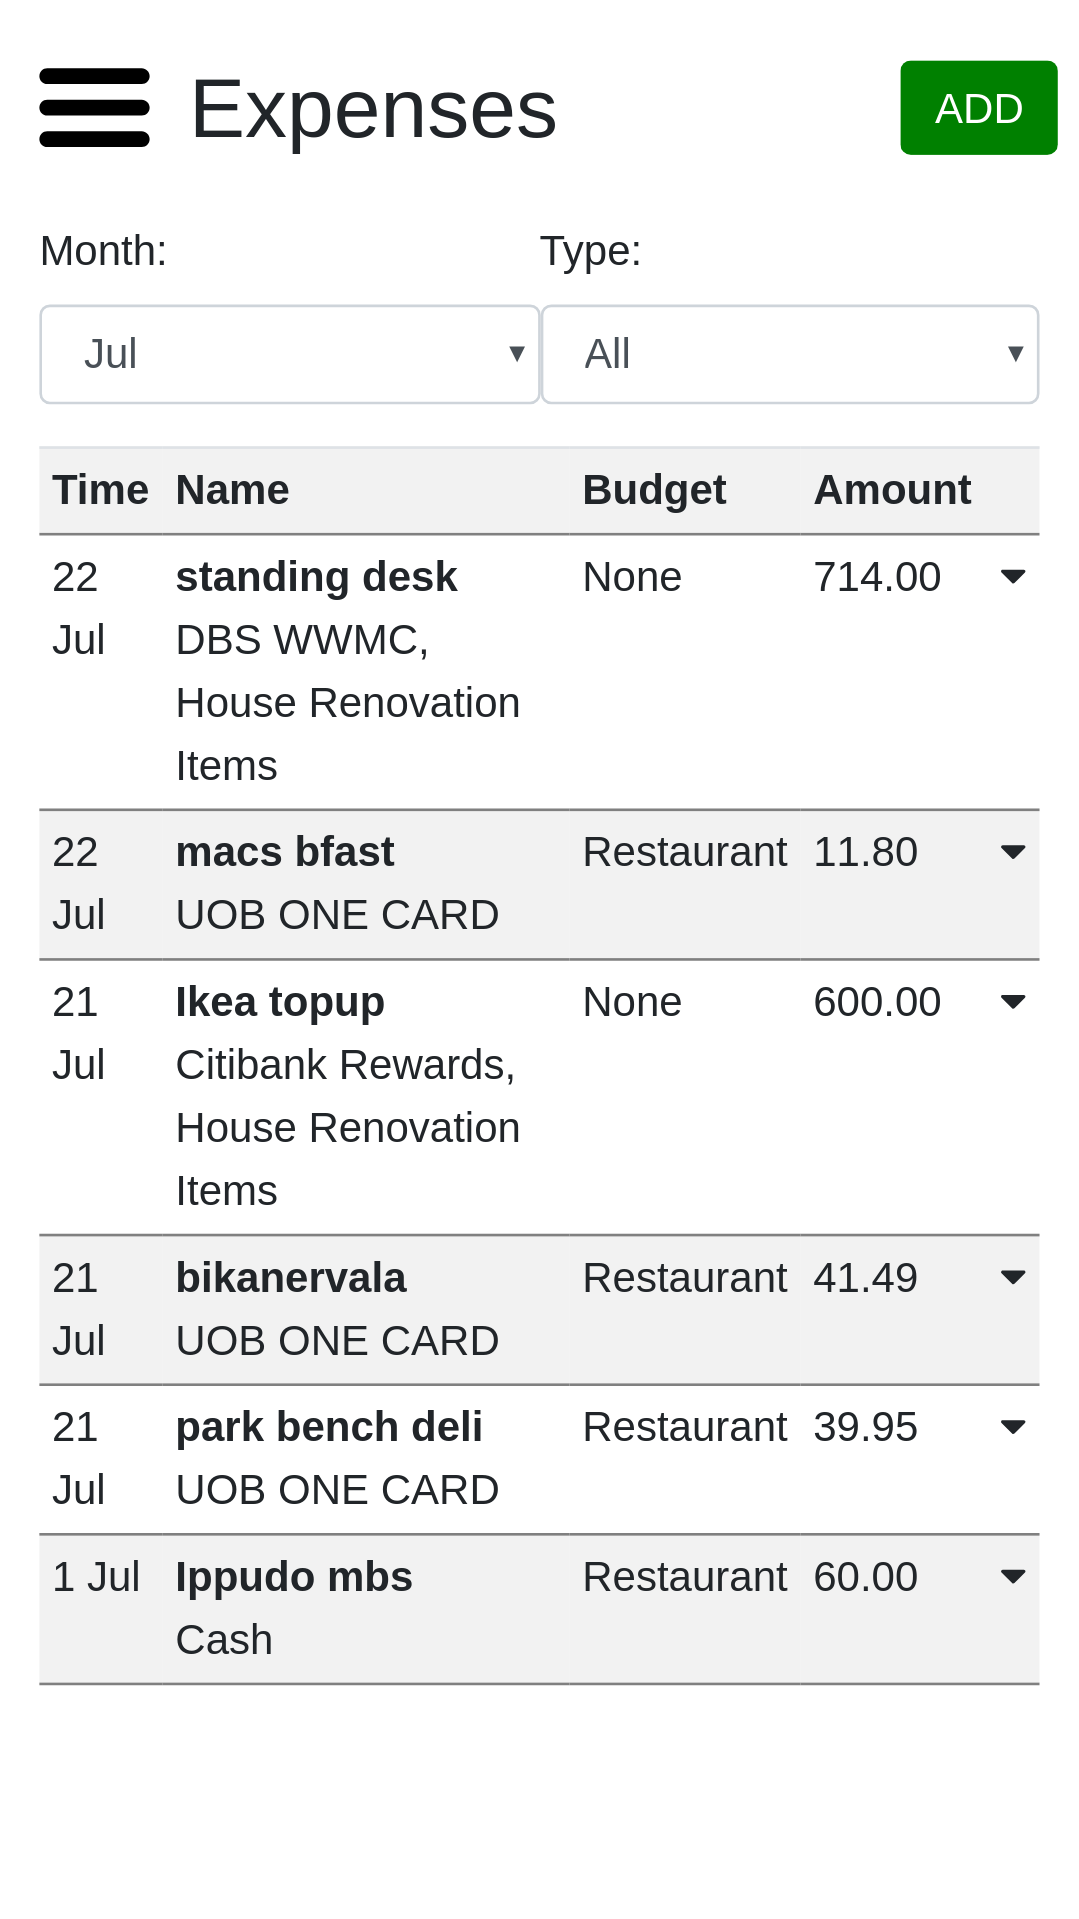 Expenses
ADD
Month:
Type:
Jul
All
Time Name Budget Amount
22 standing desk None 714.00
Jul DBS WWMC,
House Renovation
Items
22 macs bfast Restaurant 11.80
Jul UOB ONE CARD
21 Ikea topup None 600.00
Jul Citibank Rewards,
House Renovation
Items
21 bikanervala Restaurant 41.49
Jul UOB ONE CARD
21 park bench deli Restaurant 39.95
Jul UOB ONE CARD
1 Jul Ippudo mbs Restaurant 60.00
Cash